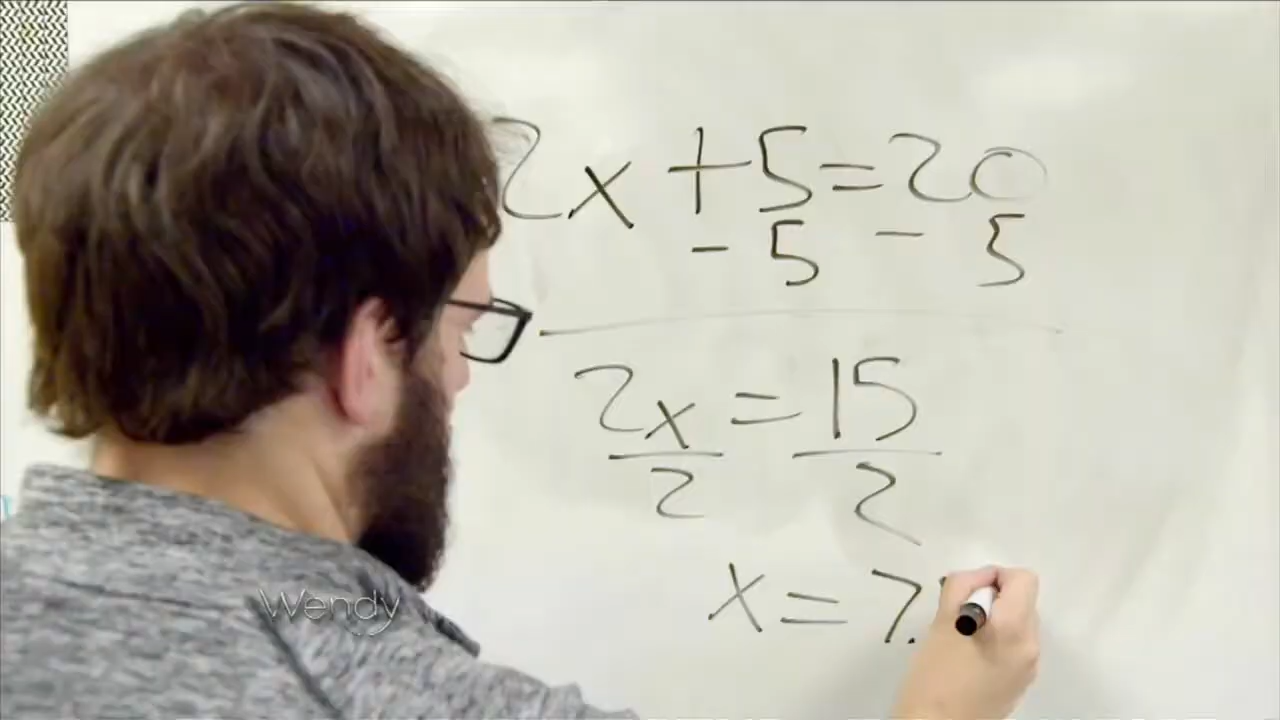 2x + 5 = 20
- 5 - 5
2x = 15
2 2
x = 7.
Wendy